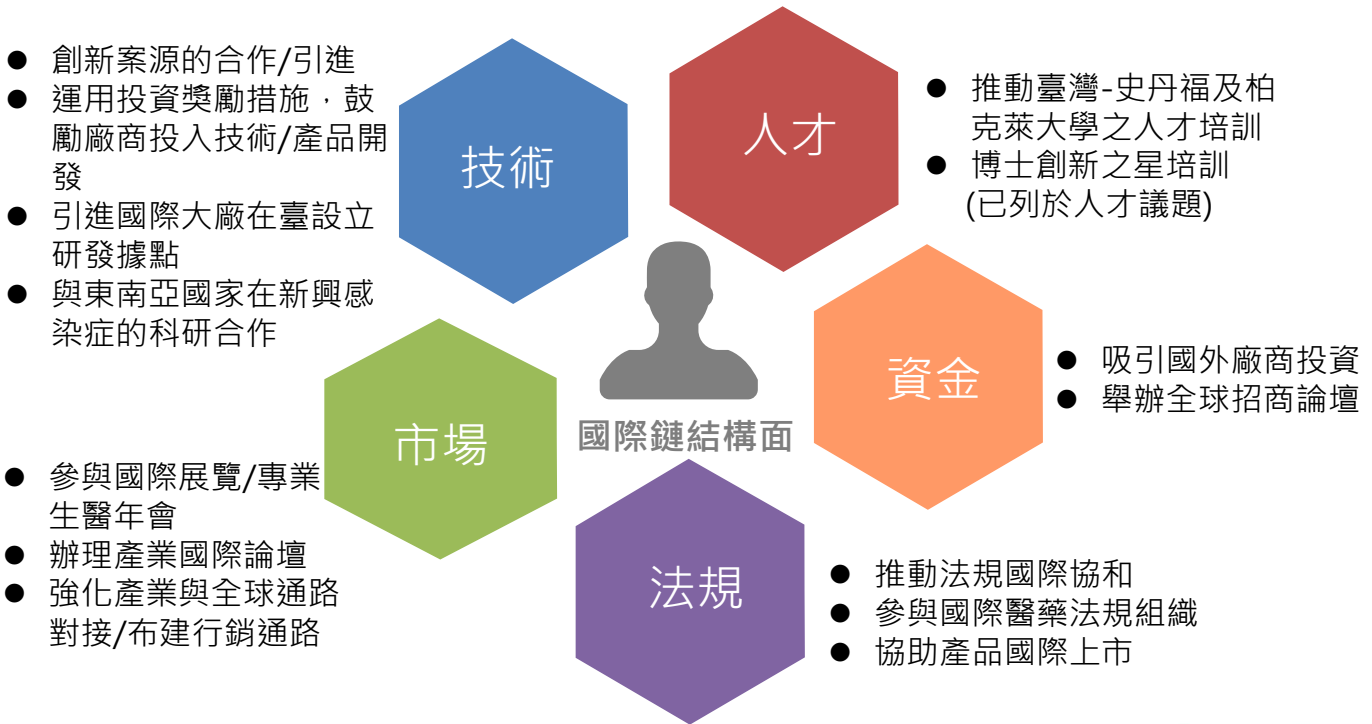 技術
● 創新案源的合作/引進
● 運用投資獎勵措施，鼓
勵廠商投入技術/產品開
發
● 引進國際大廠在臺設立
研發據點
● 與東南亞國家在新興感
染症的科研合作
人才
● 推動臺灣-史丹福及柏
克萊大學之人才培訓
● 博士創新之星培訓
(已列於人才議題)
資金
● 吸引國外廠商投資
● 舉辦全球招商論壇
國際鏈結構面
市場
● 參與國際展覽/專業
生醫年會
● 辦理產業國際論壇
● 強化產業與全球通路
對接/布建行銷通路
法規
● 推動法規國際協和
● 參與國際醫藥法規組織
● 協助產品國際上市